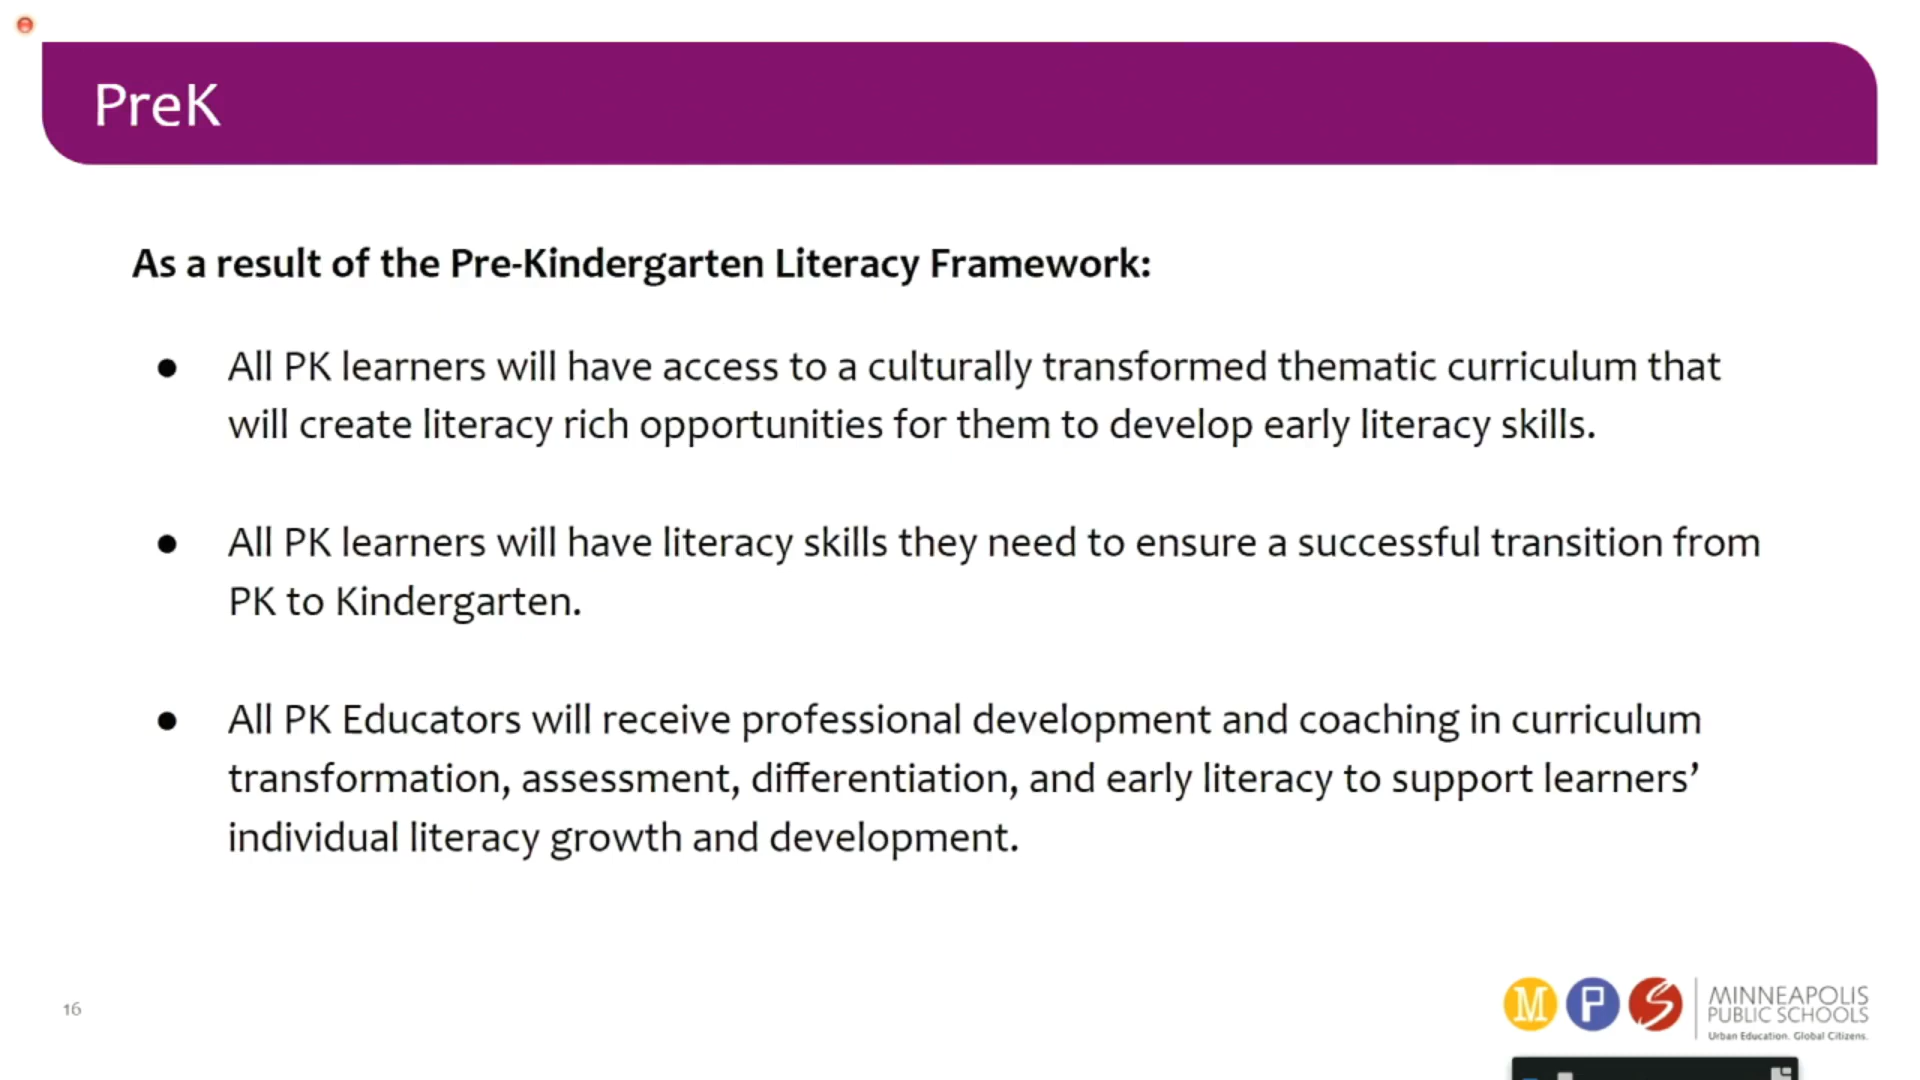 PreK
As a result of the Pre-Kindergarten Literacy Framework:
● All PK learners will have access to a culturally transformed thematic curriculum that
will create literacy rich opportunities for them to develop early literacy skills.
● All PK learners will have literacy skills they need to ensure a successful transition from
PK to Kindergarten.
● All PK Educators will receive professional development and coaching in curriculum
transformation, assessment, differentiation, and early literacy to support learners’
individual literacy growth and development.
16
M P S
MINNEAPOLIS
PUBLIC SCHOOLS
Urban Education. Global Citizens.